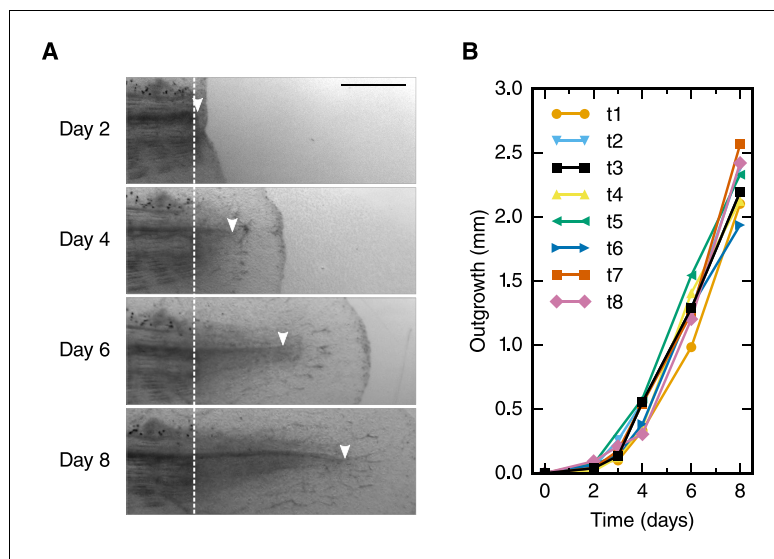 A
Day 2
Day 4
Day 6
Day 8
B
Outgrowth (mm)
3.0
2.5
2.0
1.5
1.0
0.5
0.0
t1
t2
t3
t4
t5
t6
t7
t8
0 2 4 6 8
Time (days)